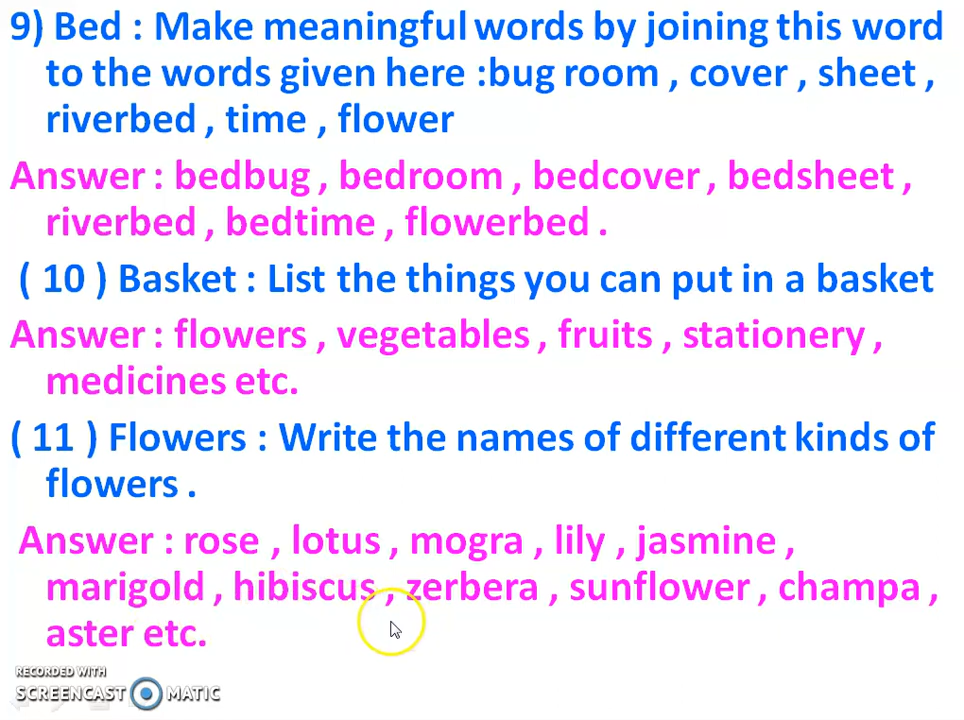 9) Bed : Make meaningful words by joining this word
to the words given here :bug room , cover , sheet ,
riverbed , time , flower
Answer : bedbug , bedroom , bedcover , bedsheet ,
riverbed , bedtime , flowerbed .
( 10 ) Basket : List the things you can put in a basket
Answer : flowers , vegetables , fruits , stationery ,
medicines etc.
( 11 ) Flowers : Write the names of different kinds of
flowers .
Answer : rose , lotus , mogra , lily , jasmine ,
marigold , hibiscus , zerbera , sunflower , champa ,
aster etc.
RECORDED WITH
SCREENCAST MATIC